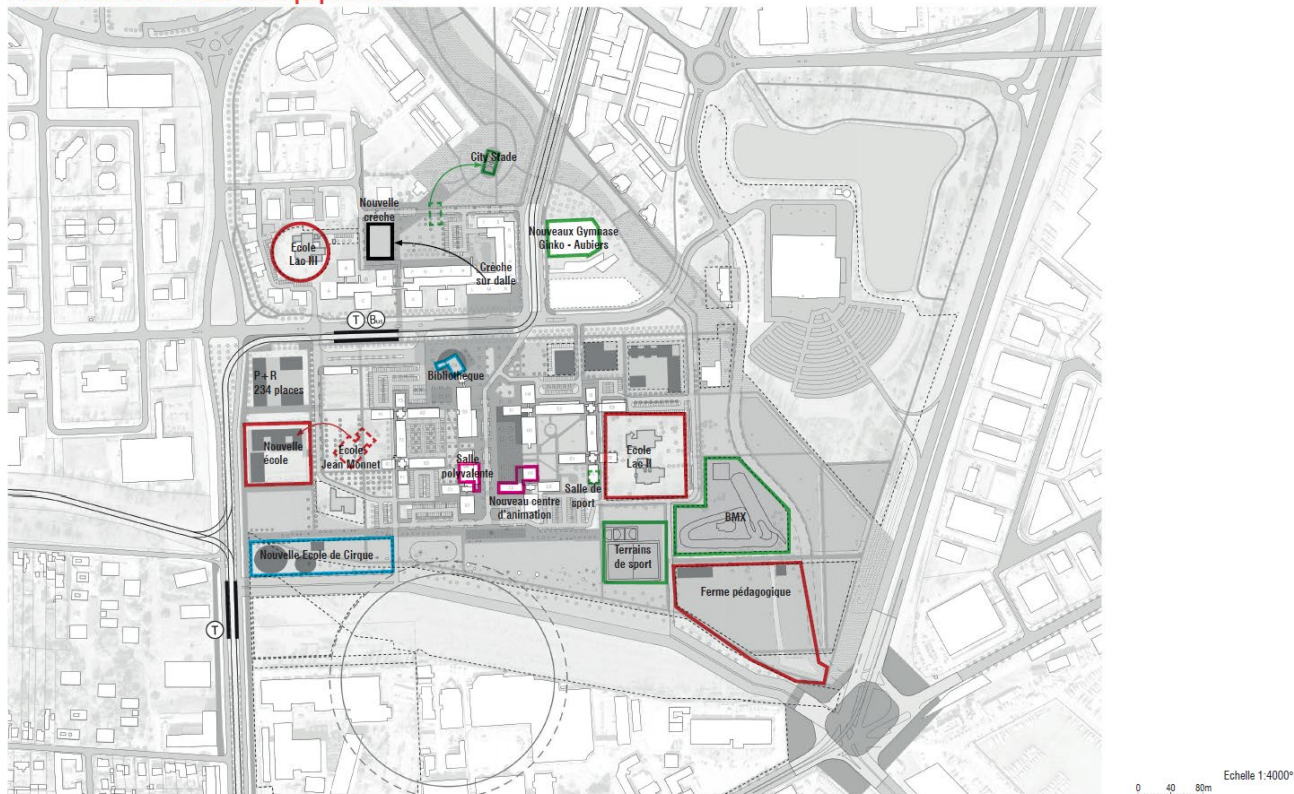 City Stade
Nouvelle
crèche
Ecole
Lac III
Nouveaux Gymnase
Ginko - Aubiers
Crèche
sur dalle
T
P+R
234 places
Bibliothèque
Nouvelle
école
Ecole
Jean Monnet
Salle
polyvalente
Ecole
Lac II
Nouveau centre
d'animation
Salle de
sport
BMX
Nouvelle Ecole de Cirque
Terrains
de sport
Ferme pédagogique
T
Echelle 1:4000°
0 40 80m